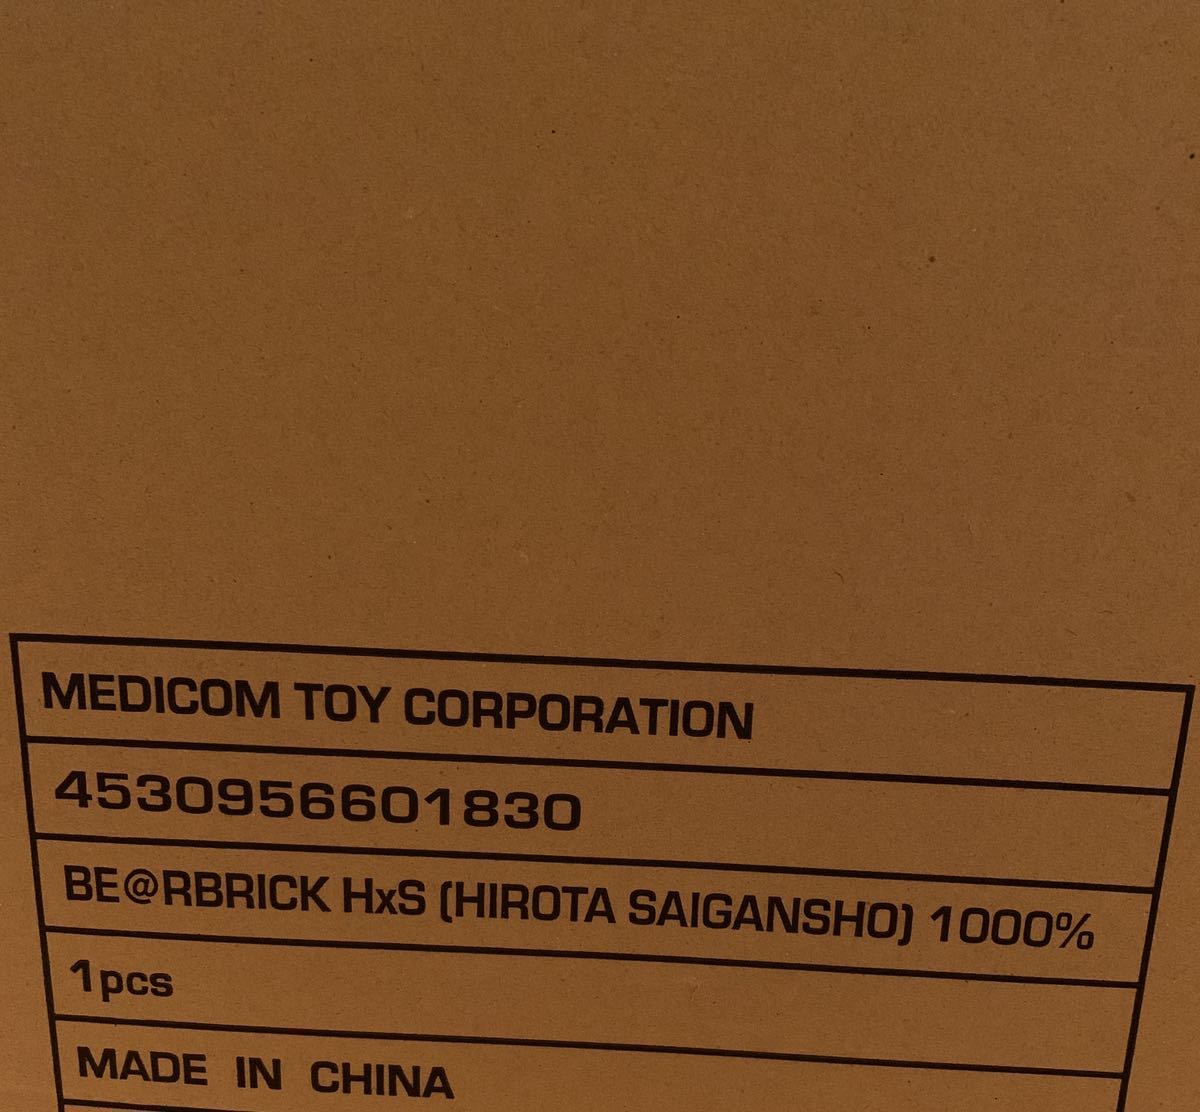 MEDICOM TOY CORPORATION
4530956601830
BE@RBRICK HxS (HIROTA SAIGANSHO) 1000%
1pcs
MADE IN CHINA